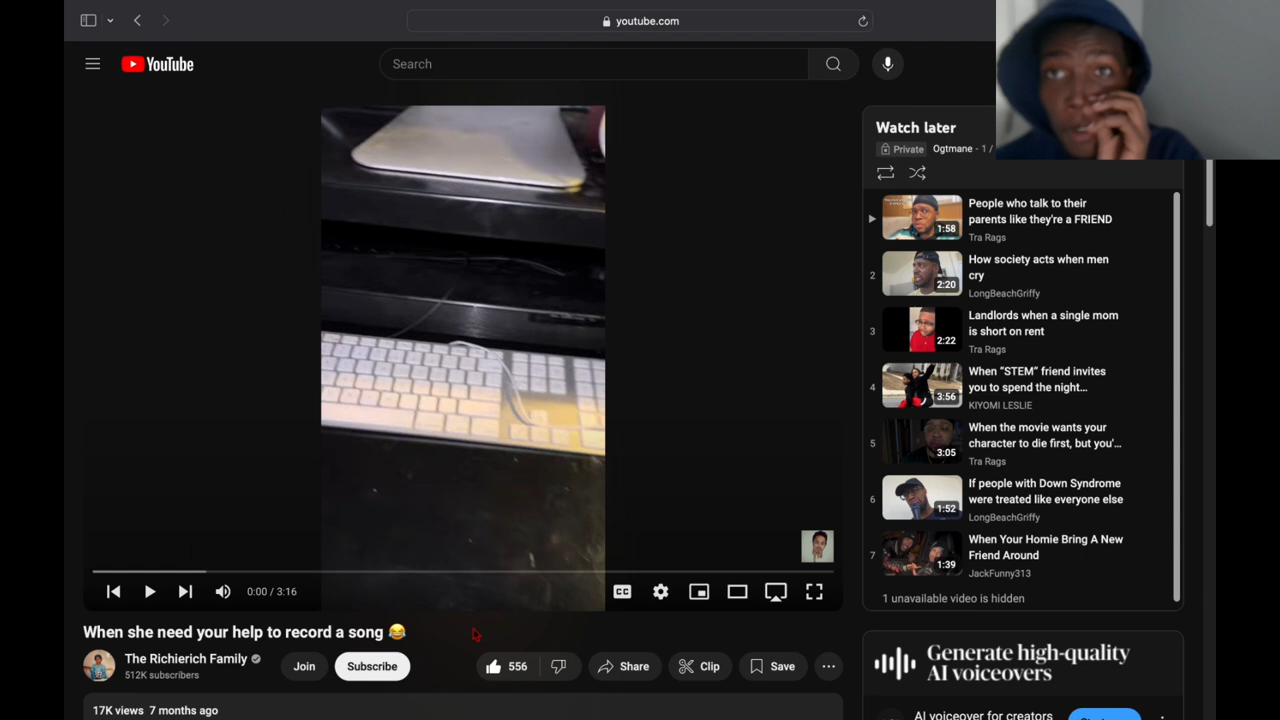 youtube.com
YouTube
Search
Watch later
Private Ogtmane - 1 /
People who talk to their
parents like they're a FRIEND
Tra Rags
1:58
2
How society acts when men
cry
LongBeachGriffy
2:20
3
Landlords when a single mom
is short on rent
Tra Rags
2:22
4
When “STEM” friend invites
you to spend the night...
KIYOMI LESLIE
3:56
5
When the movie wants your
character to die first, but you'...
Tra Rags
3:05
6
If people with Down Syndrome
were treated like everyone else
LongBeachGriffy
1:52
7
When Your Homie Bring A New
Friend Around
JackFunny313
1:39
1 unavailable video is hidden
0:00 / 3:16
CC
When she need your help to record a song 😂
The Richierich Family
512K subscribers
Join
Subscribe
556
Share
Clip
Save
17K views 7 months ago
Generate high-quality
AI voiceovers
AI voiceover for creators